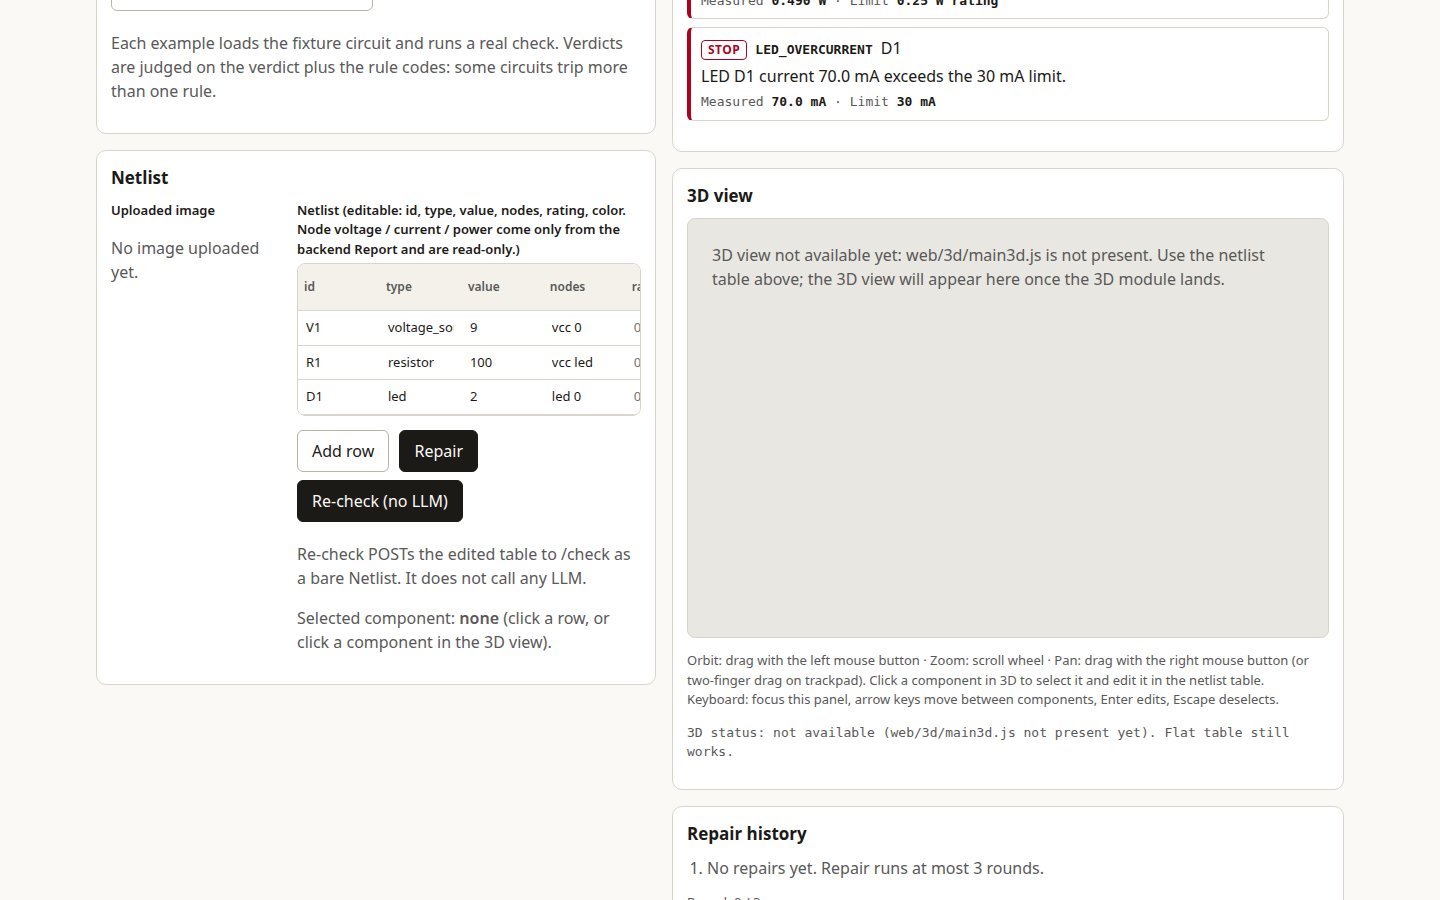 Each example loads the fixture circuit and runs a real check. Verdicts
are judged on the verdict plus the rule codes: some circuits trip more
than one rule.
Netlist
Uploaded image
No image uploaded
yet.
Netlist (editable: id, type, value, nodes, rating, color.
Node voltage / current / power come only from the
backend Report and are read-only.)
id type value nodes
V1 voltage_so 9 vcc 0 0
R1 resistor 100 vcc led 0
D1 led 2 led 0 0
Add row Repair
Re-check (no LLM)
Re-check POSTs the edited table to /check as
a bare Netlist. It does not call any LLM.
Selected component: none (click a row, or
click a component in the 3D view).
Measured 0.490 W · Limit 0.25 W rating
STOP LED_OVERCURRENT D1
LED D1 current 70.0 mA exceeds the 30 mA limit.
Measured 70.0 mA · Limit 30 mA
3D view
3D view not available yet: web/3d/main3d.js is not present. Use the netlist
table above; the 3D view will appear here once the 3D module lands.
Orbit: drag with the left mouse button · Zoom: scroll wheel · Pan: drag with the right mouse button (or
two-finger drag on trackpad). Click a component in 3D to select it and edit it in the netlist table.
Keyboard: focus this panel, arrow keys move between components, Enter edits, Escape deselects.
3D status: not available (web/3d/main3d.js not present yet). Flat table still
works.
Repair history
1. No repairs yet. Repair runs at most 3 rounds.